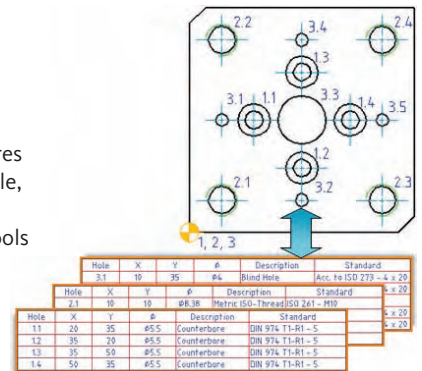 2.2
2.4
3.4
1.3
3.1 1.1 3.3 1.4 3.5
1.2
2.1 3.2 2.3
1, 2, 3
res
le,
ols
Hole X Y ø Description Standard
3.1 10 35 ø4 Blind Hole Acc. to ISO 273 - 4 x 20
4 x 20
Hole X Y ø Description Standard
2.1 10 10 ø8.38 Metric ISO-Thread ISO 261 - M10
4 x 20
4 x 20
Hole X Y ø Description Standard
1.1 20 35 ø5.5 Counterbore DIN 974 T1-R1 - 5
1.2 35 20 ø5.5 Counterbore DIN 974 T1-R1 - 5
1.3 35 50 ø5.5 Counterbore DIN 974 T1-R1 - 5
1.4 50 35 ø5.5 Counterbore DIN 974 T1-R1 - 5